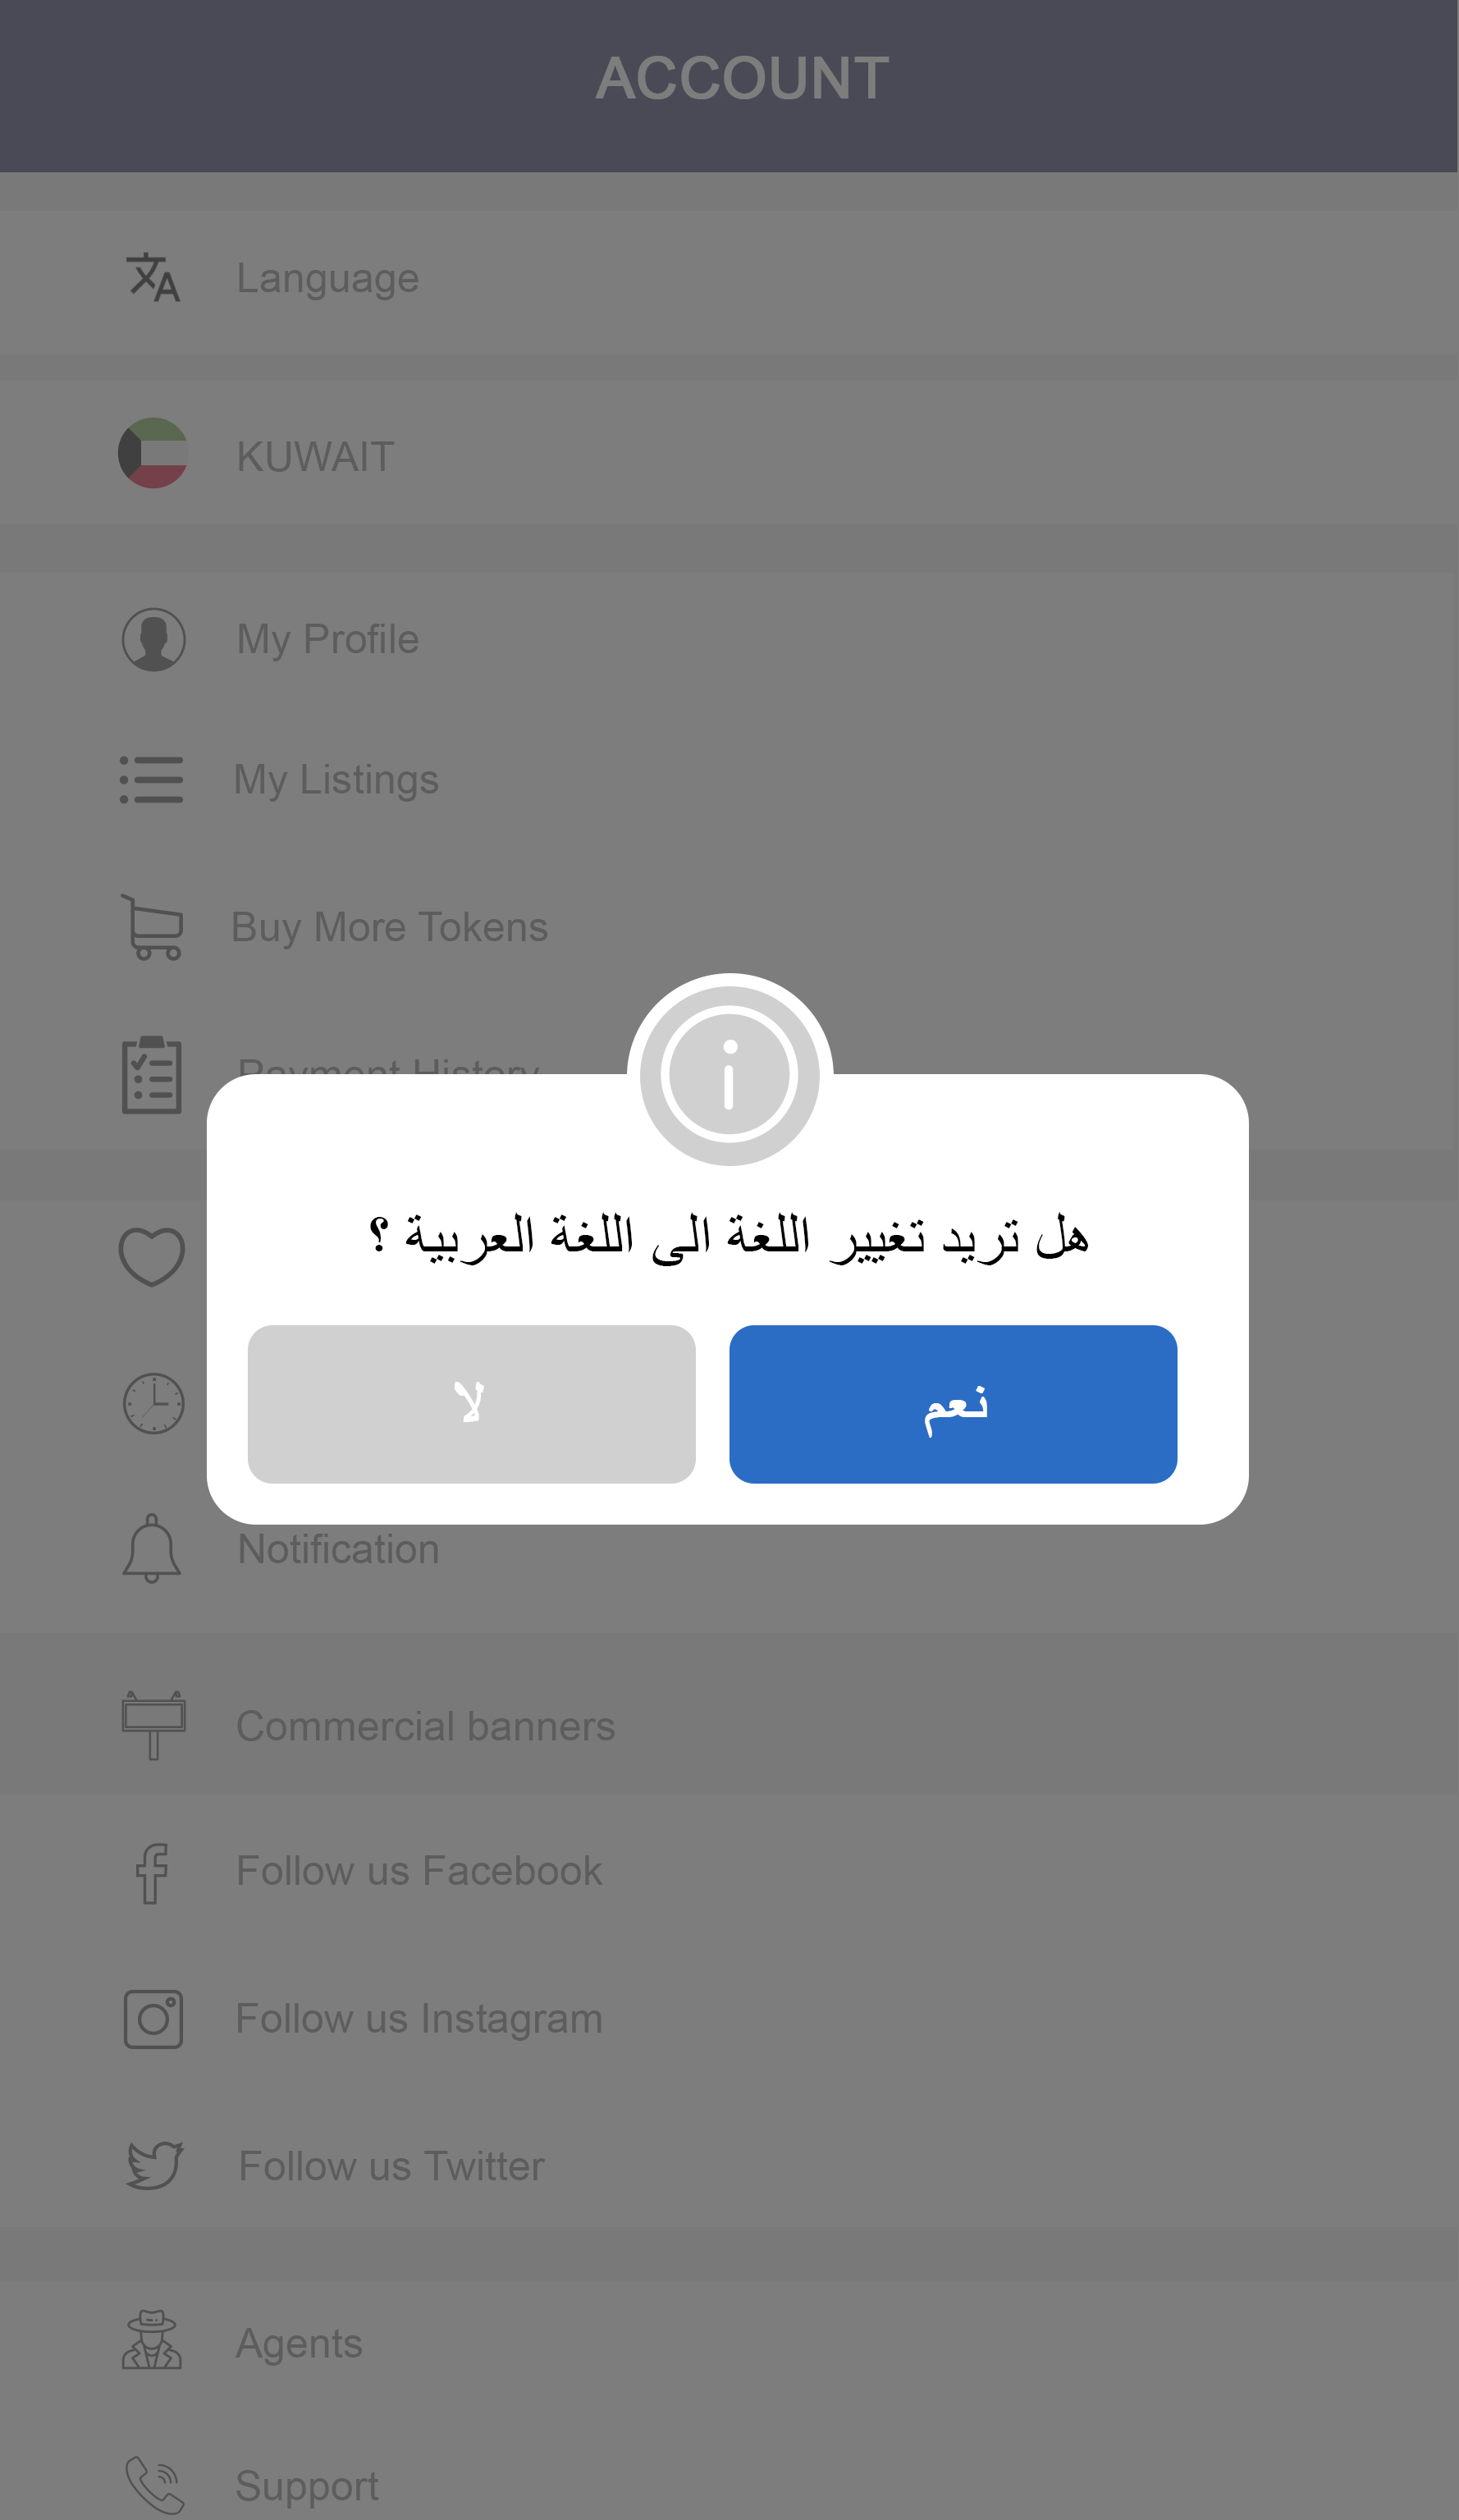 ACCOUNT
Language
KUWAIT
My Profile
My Listings
Buy More Tokens
Payment History
هل تريد تغيير اللغة الى اللغة العربية ؟
نعم
لا
Notification
Commercial banners
Follow us Facebook
Follow us Instagram
Follow us Twitter
Agents
Support